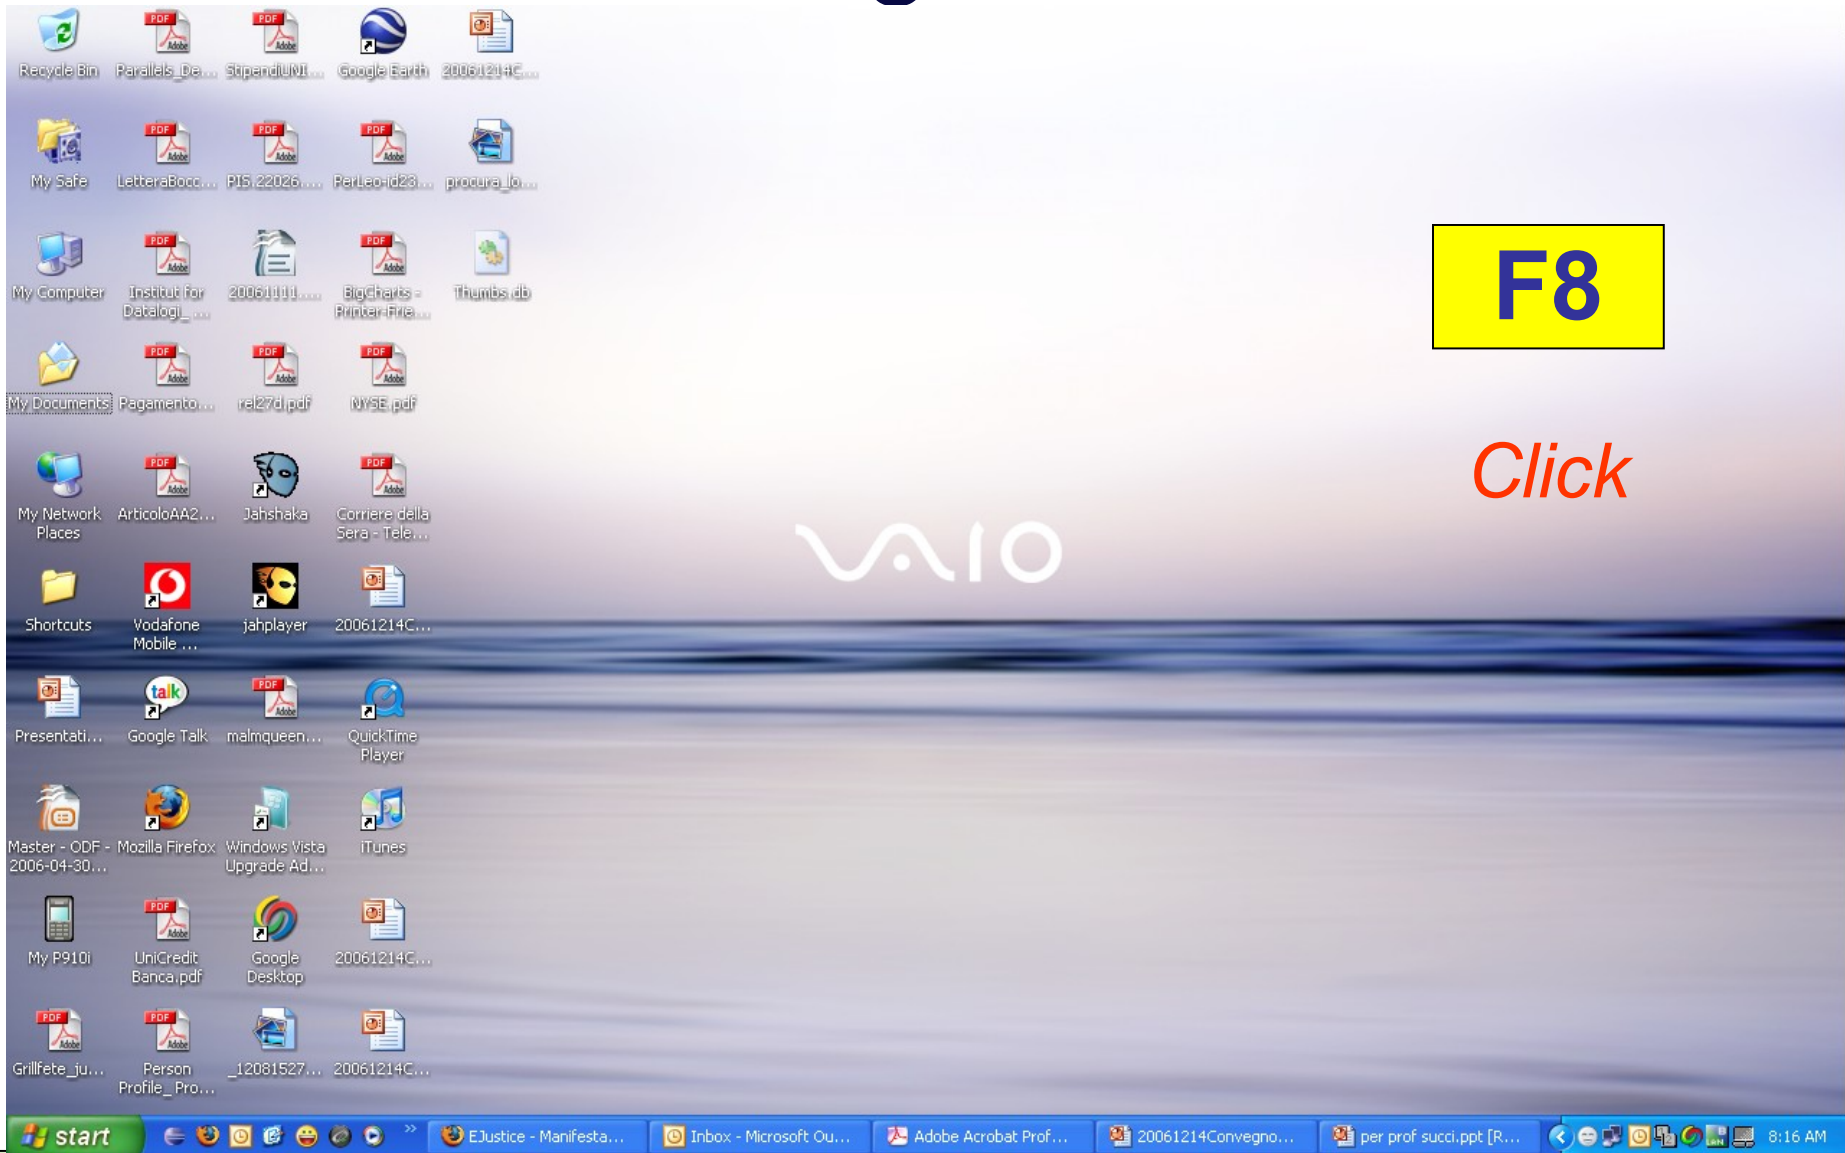 Recycle Bin
Parallels_De...
StipendiUNI...
Google Earth
20061214C...
My Safe
LetteraBocc...
PIS.22026....
PerLeo-id23...
procura_lo...
My Computer
Institut for
Datalogi_ ...
20061111....
BigCharts -
Printer-Frie...
Thumbs.db
My Documents
Pagamento...
rel27d.pdf
NYSE.pdf
My Network
Places
ArticoloAA2...
Jahshaka
Corriere della
Sera - Tele...
Shortcuts
Vodafone
Mobile ...
jahplayer
20061214C...
Presentati...
Google Talk
malmqueen...
QuickTime
Player
Master - ODF -
2006-04-30...
Mozilla Firefox
Windows Vista
Upgrade Ad...
iTunes
My P910i
UniCredit
Banca.pdf
Google
Desktop
20061214C...
Grillfete_ju...
Person
Profile_ Pro...
_12081527...
20061214C...
F8
Click
VAIO
start
EJustice - Manifesta...
Inbox - Microsoft Ou...
Adobe Acrobat Prof...
20061214Convegno...
per prof succi.ppt [R...
8:16 AM